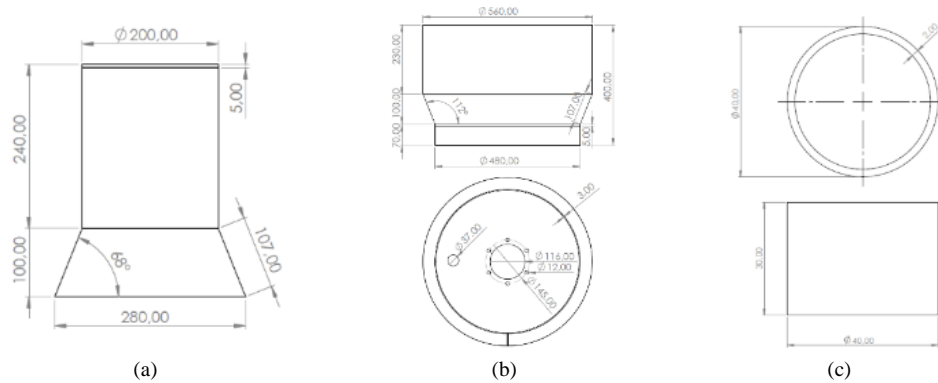 Ø 200,00
5,00
240,00
100,00
68°
107,00
280,00
(a)
Ø 560,00
230,00
100,00
70,00
112°
107,00
5,00
400,00
Ø 480,00
3,00
Ø 37,00
Ø 116,00
Ø 12,00
Ø 145,00
(b)
Ø 40,00
2,00
30,00
Ø 40,00
(c)